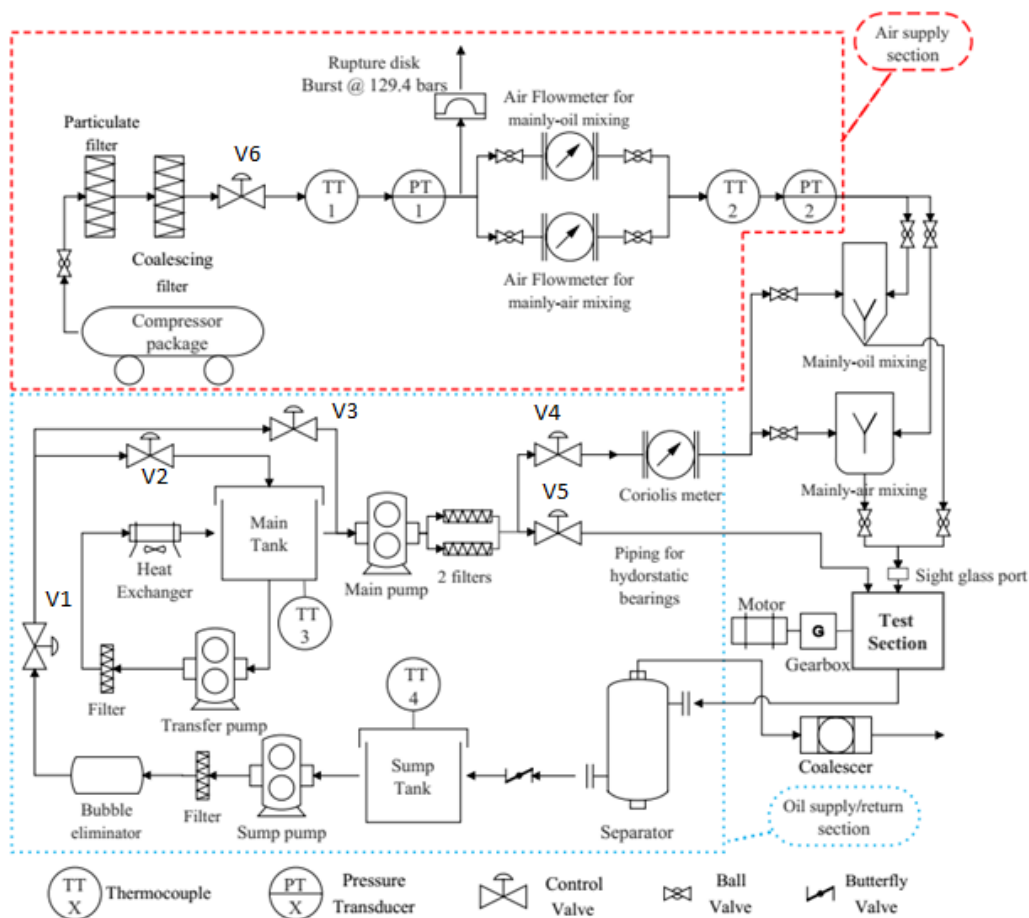 Air supply
section
Rupture disk
Burst @ 129.4 bars
Air Flowmeter for
mainly-oil mixing
Particulate
filter
V6
TT
1
PT
1
TT
2
PT
2
Coalescing
filter
Air Flowmeter for
mainly-air mixing
Compressor
package
Mainly-oil mixing
V3
V4
V2
Coriolis meter
Mainly-air mixing
V5
Main
Tank
Heat
Exchanger
Main pump
2 filters
Piping for
hydorstatic
bearings
Sight glass port
V1
TT
3
Motor
G
Gearbox
Test
Section
Filter
Transfer pump
TT
4
Coalescer
Sump
Tank
Bubble
eliminator
Filter
Sump pump
Separator
Oil supply/return
section
TT
X
Thermocouple
PT
X
Pressure
Transducer
Control
Valve
Ball
Valve
Butterfly
Valve